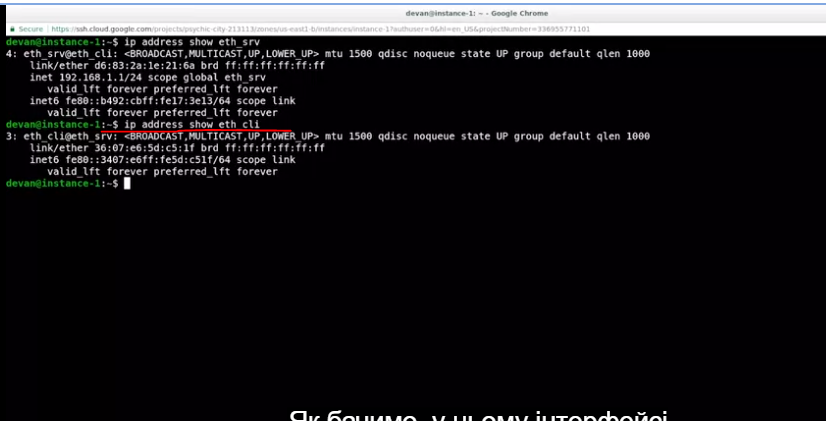 devan@instance-1: ~ - Google Chrome
Secure | https://ssh.cloud.google.com/projects/psychic-city-213113/zones/us-east1-b/instances/instance-1?authuser=0&hl=en_US&projectNumber=336955771101
devan@instance-1:~$ ip address show eth_srv
4: eth_srv@eth_cli: <BROADCAST,MULTICAST,UP,LOWER_UP> mtu 1500 qdisc noqueue state UP group default qlen 1000
link/ether d6:83:2a:1e:21:6a brd ff:ff:ff:ff:ff:ff
inet 192.168.1.1/24 scope global eth_srv
valid_lft forever preferred_lft forever
inet6 fe80::b492:cbff:fe17:3e13/64 scope link
valid_lft forever preferred_lft forever
devan@instance-1:~$ ip address show eth_cli
3: eth_cli@eth_srv: <BROADCAST,MULTICAST,UP,LOWER_UP> mtu 1500 qdisc noqueue state UP group default qlen 1000
link/ether 36:07:e6:5d:c5:1f brd ff:ff:ff:ff:ff:ff
inet6 fe80::3407:e6ff:fe5d:c51f/64 scope link
valid_lft forever preferred_lft forever
devan@instance-1:~$
Як бачимо, у цьому інтерфейсі